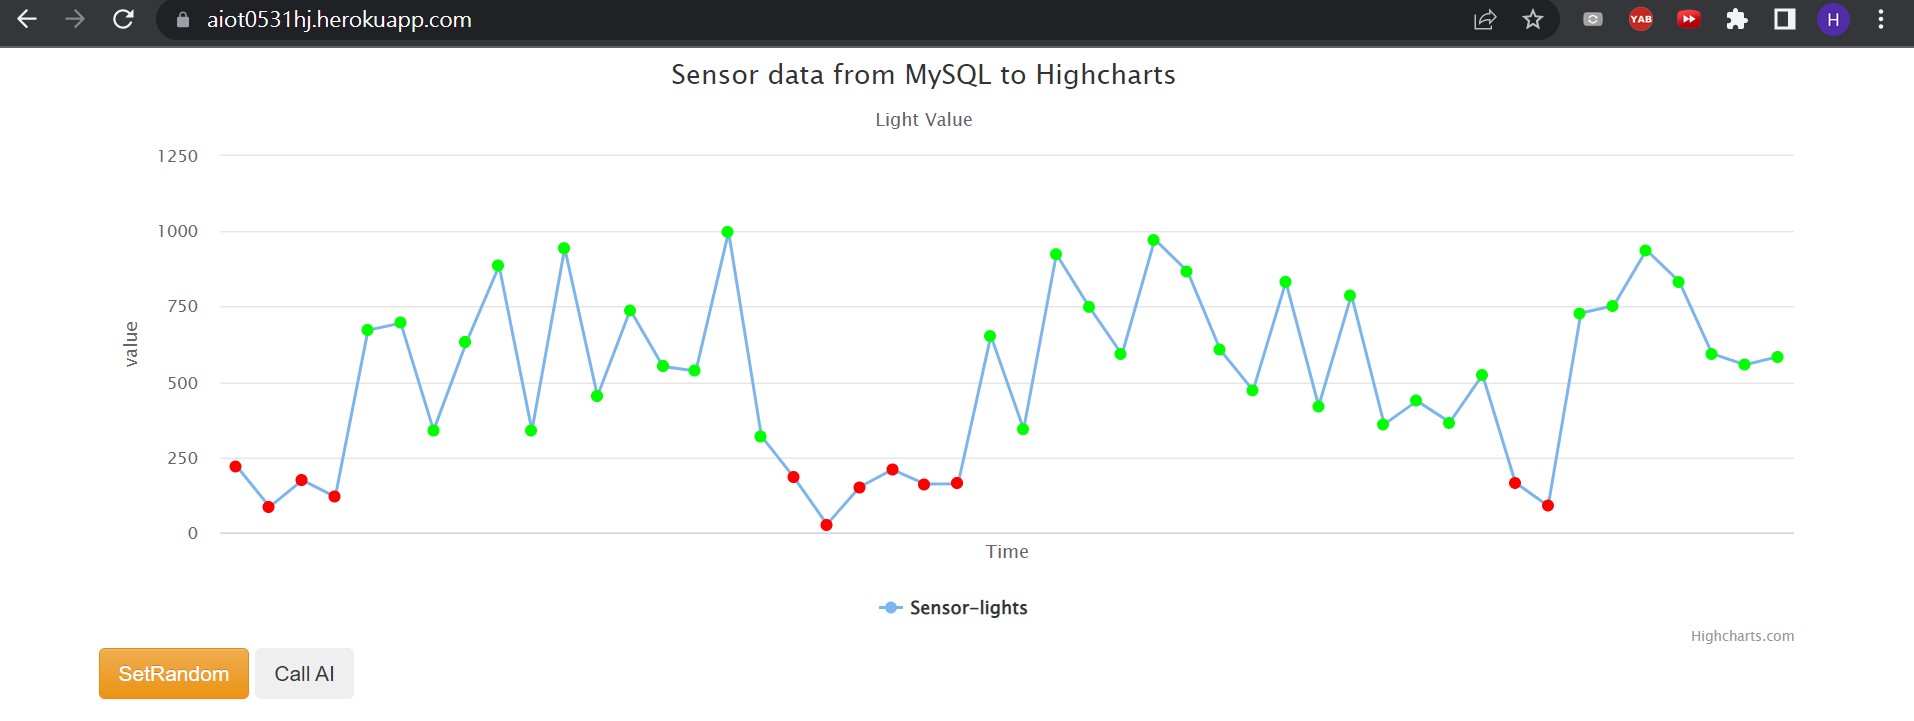 aiot0531hj.herokuapp.com
YAB
H
Sensor data from MySQL to Highcharts
Light Value
1250
1000
750
500
250
0
value
Time
Sensor-lights
Highcharts.com
SetRandom
Call AI